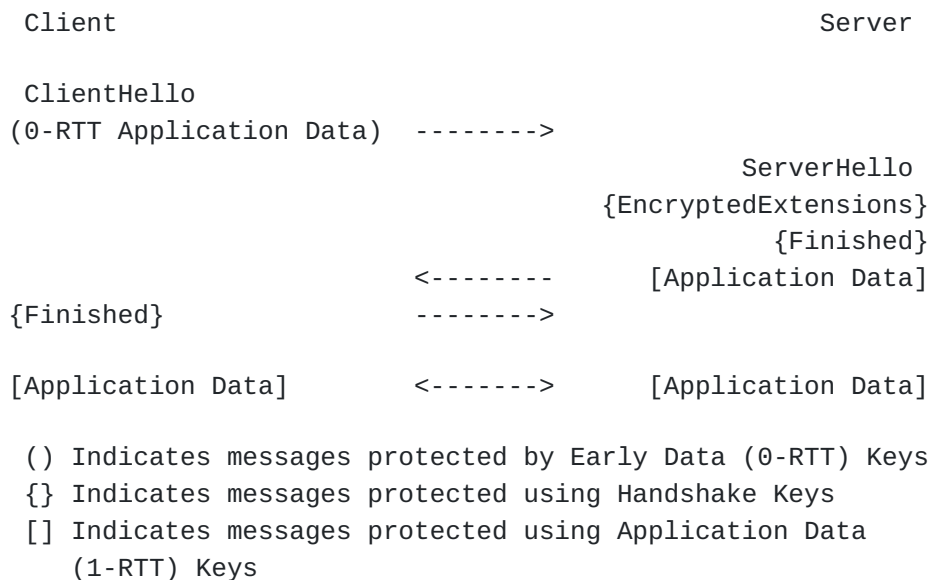 Client                                             Server

 ClientHello
(0-RTT Application Data)  -------->
                                              ServerHello
                                     {EncryptedExtensions}
                                                {Finished}
                          <--------      [Application Data]
{Finished}                -------->

[Application Data]        <------->      [Application Data]

 () Indicates messages protected by Early Data (0-RTT) Keys
 {} Indicates messages protected using Handshake Keys
 [] Indicates messages protected using Application Data
    (1-RTT) Keys